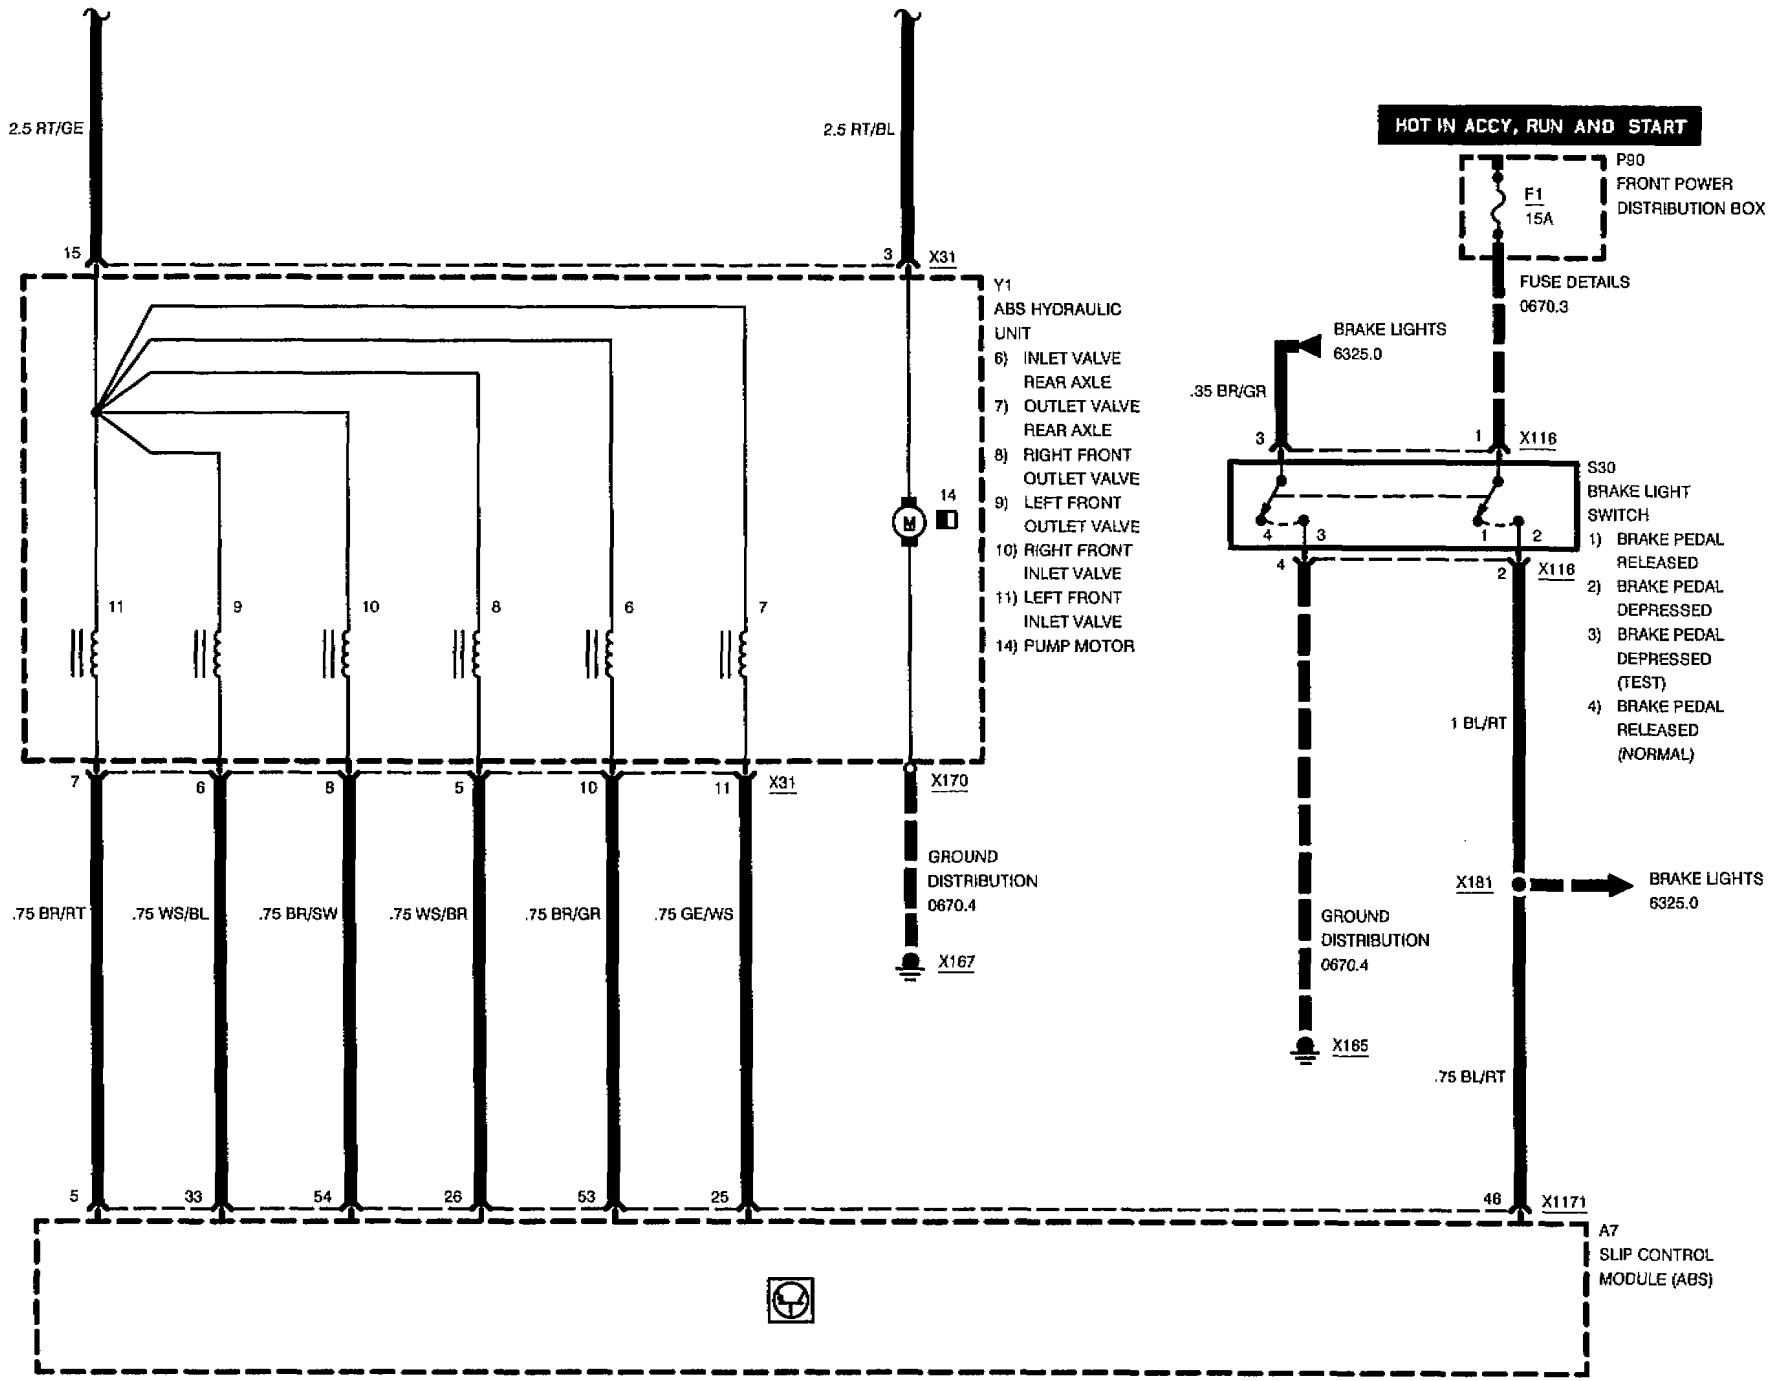 2.5 RT/GE
2.5 RT/BL
HOT IN ACCY, RUN AND START
P90
FRONT POWER
DISTRIBUTION BOX
F1
15A
FUSE DETAILS
0670.3
15
3
X31
Y1
ABS HYDRAULIC
UNIT
6) INLET VALVE
REAR AXLE
7) OUTLET VALVE
REAR AXLE
8) RIGHT FRONT
OUTLET VALVE
9) LEFT FRONT
OUTLET VALVE
10) RIGHT FRONT
INLET VALVE
11) LEFT FRONT
INLET VALVE
14) PUMP MOTOR
BRAKE LIGHTS
6325.0
.35 BR/GR
3
1
X116
S30
BRAKE LIGHT
SWITCH
1) BRAKE PEDAL
RELEASED
2) BRAKE PEDAL
DEPRESSED
3) BRAKE PEDAL
DEPRESSED
(TEST)
4) BRAKE PEDAL
RELEASED
(NORMAL)
14
M
4
3
1
2
4
2
X116
11
9
10
8
6
7
1 BL/RT
7
6
8
5
10
11
X31
X170
GROUND
DISTRIBUTION
0670.4
X181
BRAKE LIGHTS
6325.0
.75 BR/RT
.75 WS/BL
.75 BR/SW
.75 WS/BR
.75 BR/GR
.75 GE/WS
GROUND
DISTRIBUTION
0670.4
X167
X165
.75 BL/RT
5
33
54
26
53
25
48
X1171
A7
SLIP CONTROL
MODULE (ABS)